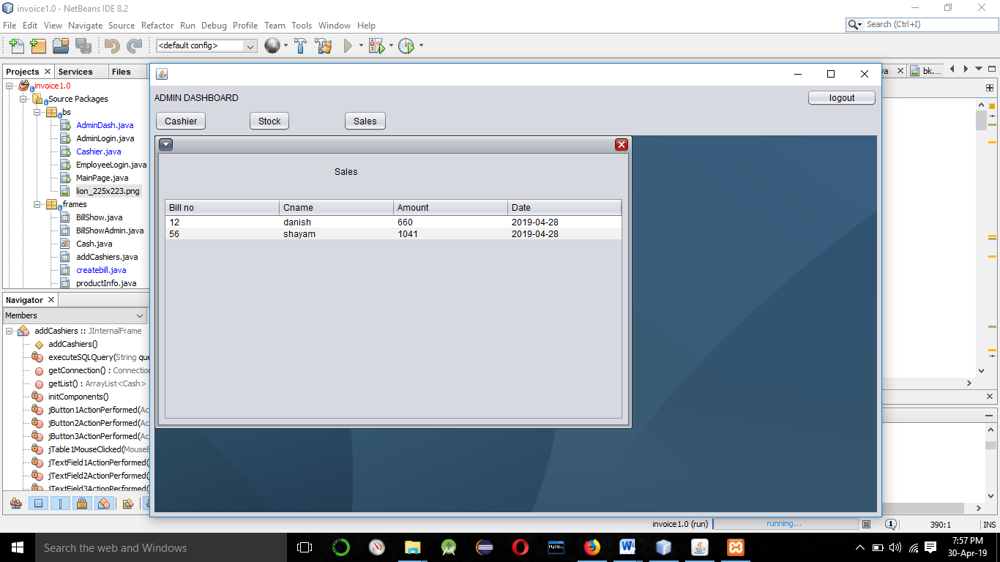 invoice1.0 - NetBeans IDE 8.2
File Edit View Navigate Source Refactor Run Debug Profile Team Tools Window Help
Search (Ctrl+I)
<default config>
Projects Services Files
bk....
invoice1.0
Source Packages
bs
AdminDash.java
AdminLogin.java
Cashier.java
EmployeeLogin.java
MainPage.java
lion_225x223.png
frames
BillShow.java
BillShowAdmin.java
Cash.java
addCashiers.java
createbill.java
productInfo.java
Navigator
Members
addCashiers :: JInternalFrame
addCashiers()
executeSQLQuery(String que
getConnection() : Connection
getList() : ArrayList<Cash>
initComponents()
jButton1ActionPerformed(Ac
jButton2ActionPerformed(Ac
jButton3ActionPerformed(Ac
jTable1MouseClicked(MouseE
jTextField1ActionPerformed(
jTextField2ActionPerformed(
jTextField3ActionPerformed(
ADMIN DASHBOARD
logout
Cashier Stock Sales
Sales
Bill no Cname Amount Date
12 danish 660 2019-04-28
56 shayam 1041 2019-04-28
invoice1.0 (run) running... 1 390:1 INS
Search the web and Windows
7:57 PM
30-Apr-19